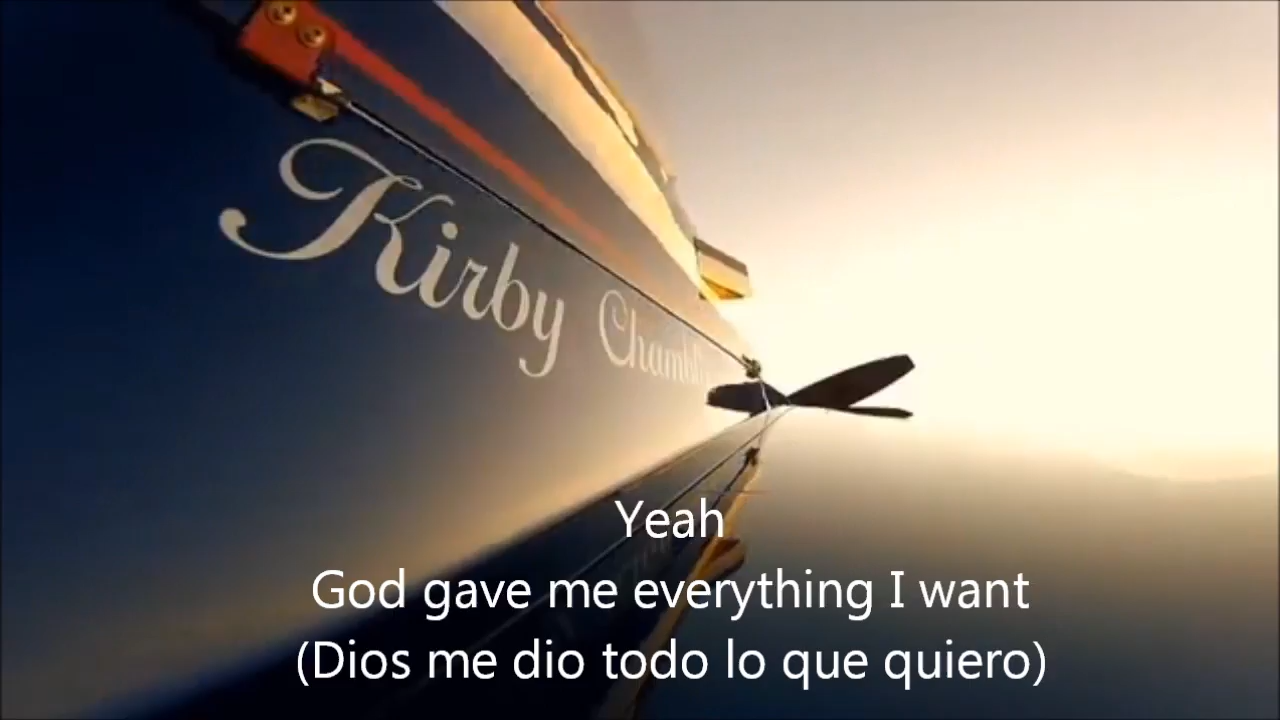 Kirby
Yeah
God gave me everything I want
(Dios me dio todo lo que quiero)